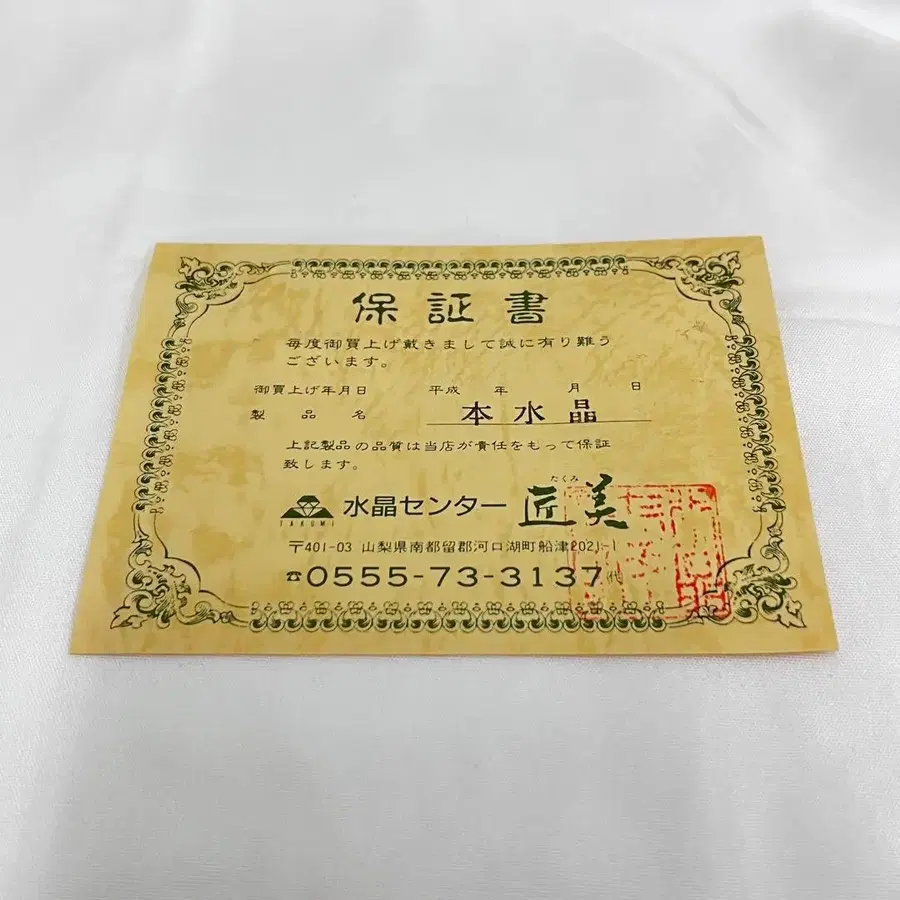 保証書
毎度御買上げ戴きまして誠に有り難う
ございます。
御買上げ年月日 平成 年 月 日
製品名 本水晶
上記製品の品質は当店が責任をもって保証
致します。
TAKUMI 水晶センター 匠美 たくみ
〒401-03 山梨県南都留郡河口湖町船津2021-1
☎0555-73-3137㈹